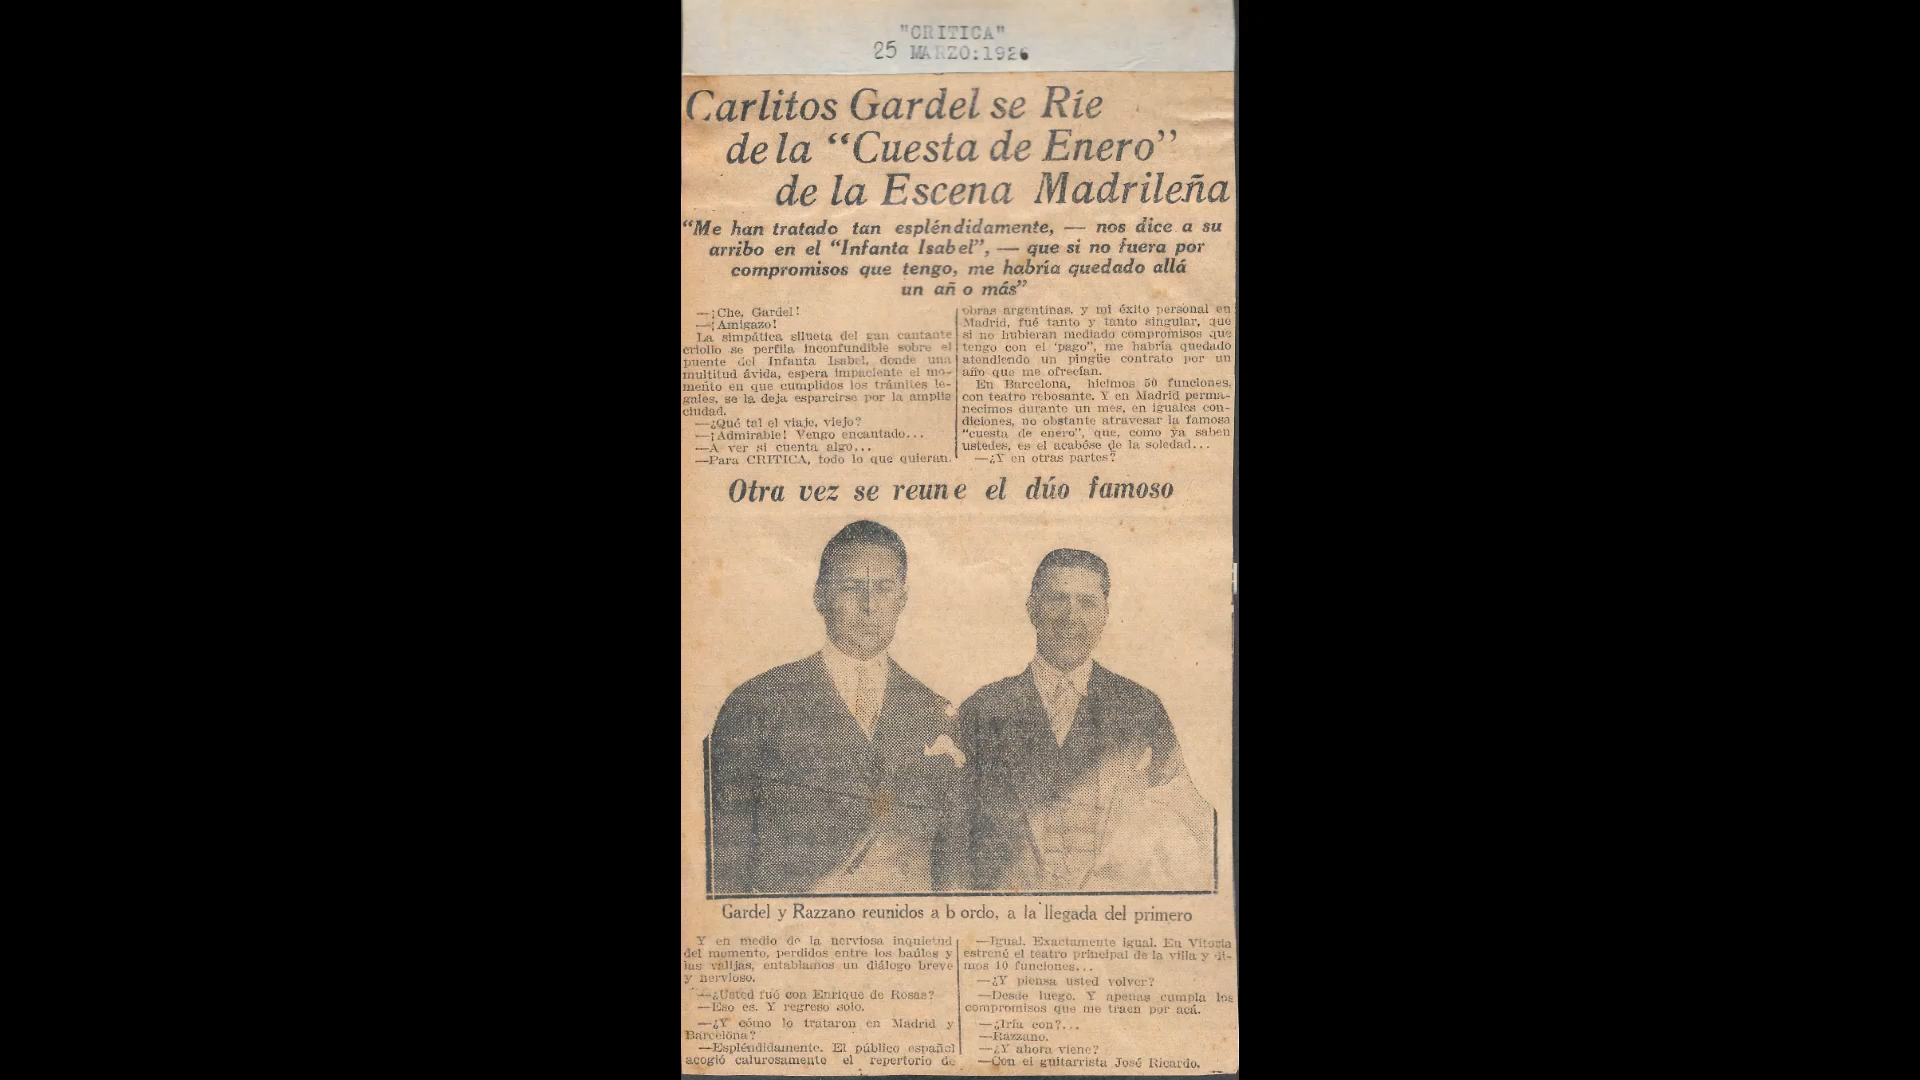 "CRITICA"
25 MARZO:1926
Carlitos Gardel se Ríe
de la "Cuesta de Enero"
de la Escena Madrileña
"Me han tratado tan espléndidamente, — nos dice a su
arribo en el "Infanta Isabel", — que si no fuera por
compromisos que tengo, me habría quedado allá
un añ o más"
—¡Che, Gardel!
—¡Amigazo!
La simpática silueta del gan cantante
criollo se perfila inconfundible sobre el
puente del Infanta Isabel, donde una
multitud ávida, espera impaciente el mo-
mento en que cumplidos los trámites le-
gales, se la deja esparcirse por la amplia
ciudad.
—¿Qué tal el viaje, viejo?
—¡Admirable! Vengo encantado...
—A ver si cuenta algo...
—Para CRITICA, todo lo que quieran.
obras argentinas, y mi éxito personal en
Madrid, fué tanto y tanto singular, que
si no hubieran mediado compromisos que
tengo con el 'pago", me habría quedado
atendiendo un pingüe contrato por un
año que me ofrecían.
En Barcelona, hicimos 50 funciones,
con teatro rebosante. Y en Madrid perma-
necimos durante un mes, en iguales con-
diciones, no obstante atravesar la famosa
"cuesta de enero", que, como ya saben
ustedes, es el acabóse de la soledad...
—¿Y en otras partes?
Otra vez se reune el dúo famoso
Gardel y Razzano reunidos a b ordo, a la llegada del primero
Y en medio de la nerviosa inquietud
del momento, perdidos entre los baúles y
las valijas, entablamos un diálogo breve
y nervioso.
—¿Usted fué con Enrique de Rosas?
—Eso es. Y regreso solo.
—¿Y cómo lo trataron en Madrid y
Barcelona?
—Espléndidamente. El público español
acogió calurosamente el repertorio de
—Igual. Exactamente igual. En Vitoria
estrené el teatro principal de la villa y di-
mos 10 funciones...
—¿Y piensa usted volver?
—Desde luego. Y apenas cumpla los
compromisos que me traen por acá.
—¿Iría con?...
—Razzano.
—¿Y ahora viene?
—Con el guitarrista José Ricardo.